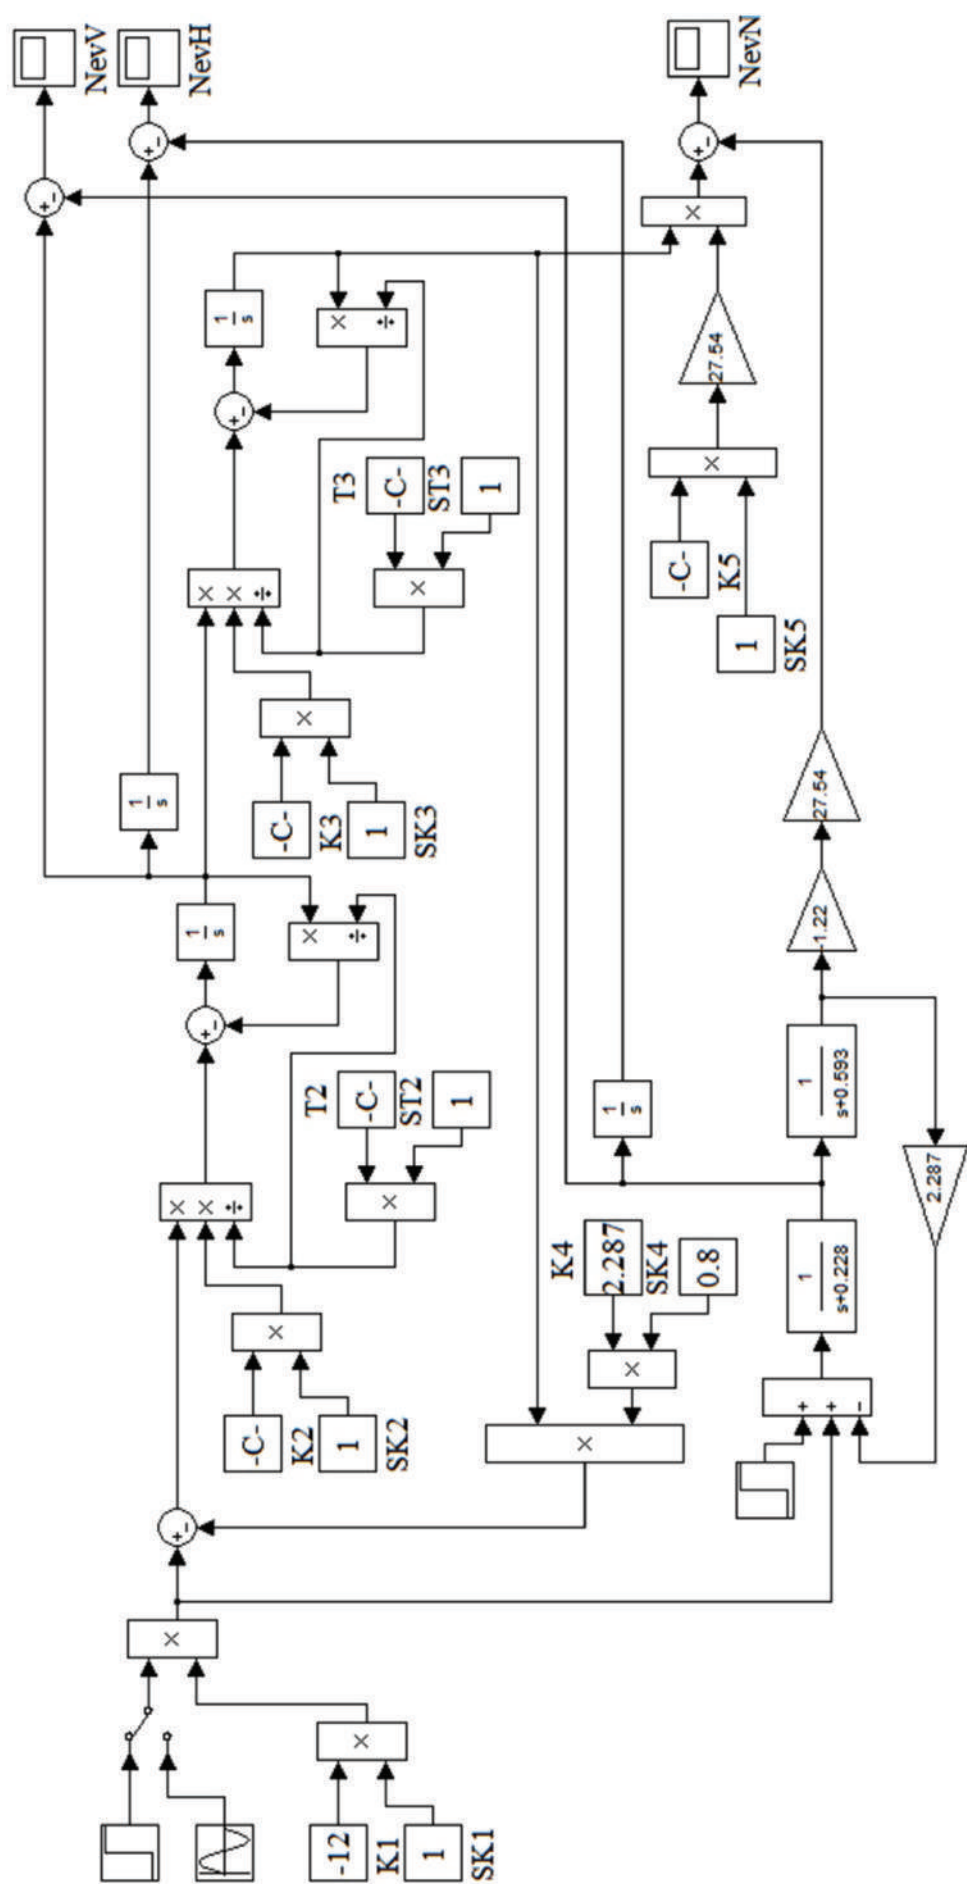 NevV
NevH
1
s
1
s
1
s
-C-
K2
1
SK2
-C-
K3
1
SK3
-12
K1
1
SK1
T2
-C-
ST2
1
T3
-C-
ST3
1
K4
2.287
SK4
0.8
1
s
-C-
K5
1
SK5
27.54
NevN
1
s+0.228
1
s+0.593
-1.22
27.54
2.287